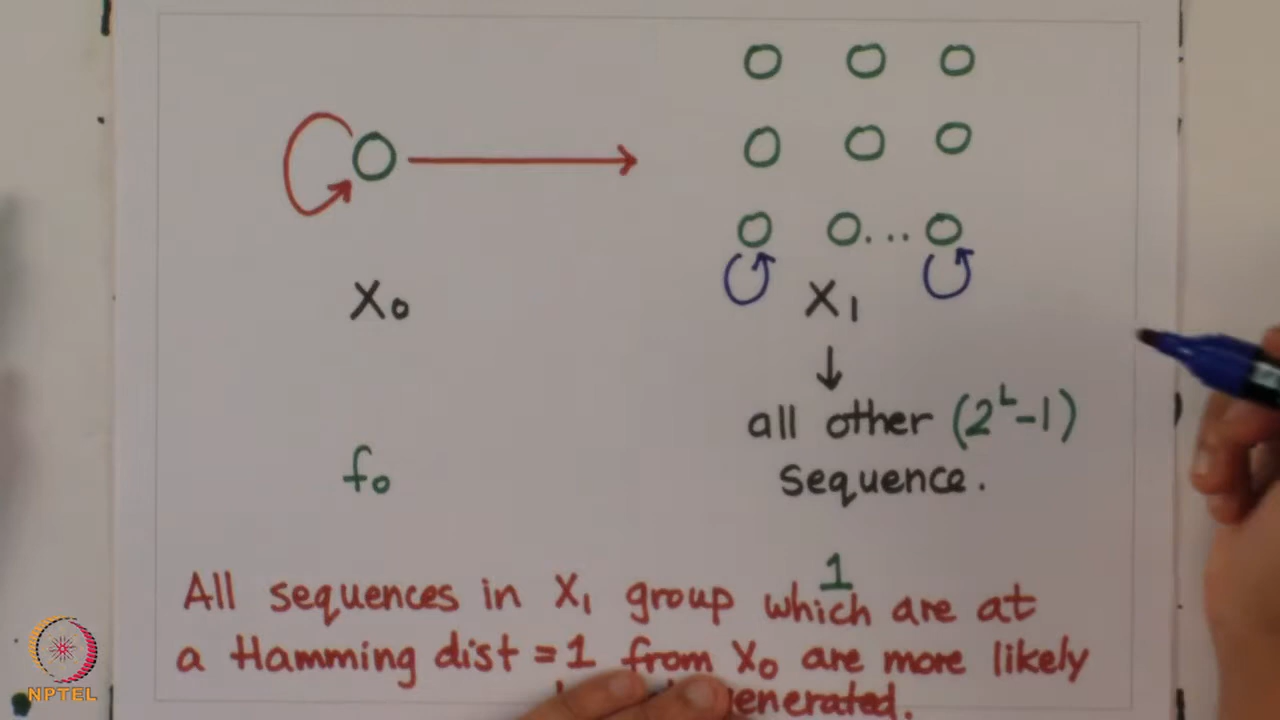 X₀
X₁
all other (2ᴸ-1)
sequence.
f₀
1
All sequences in X₁ group which are at
a Hamming dist = 1 from X₀ are more likely
generated.
NPTEL